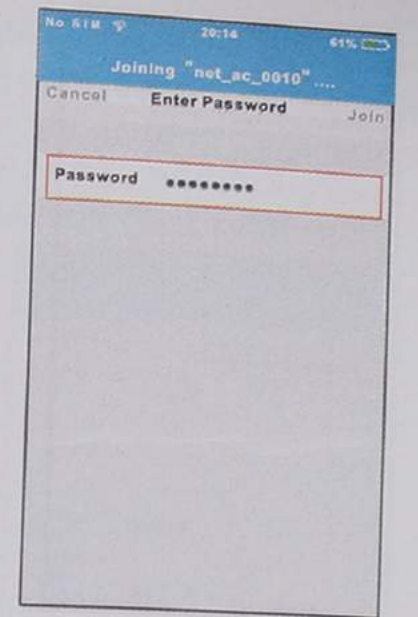 No SIM 20:14 61%
Joining "net_ac_0010" ....
Cancel Enter Password Join
Password ●●●●●●●●